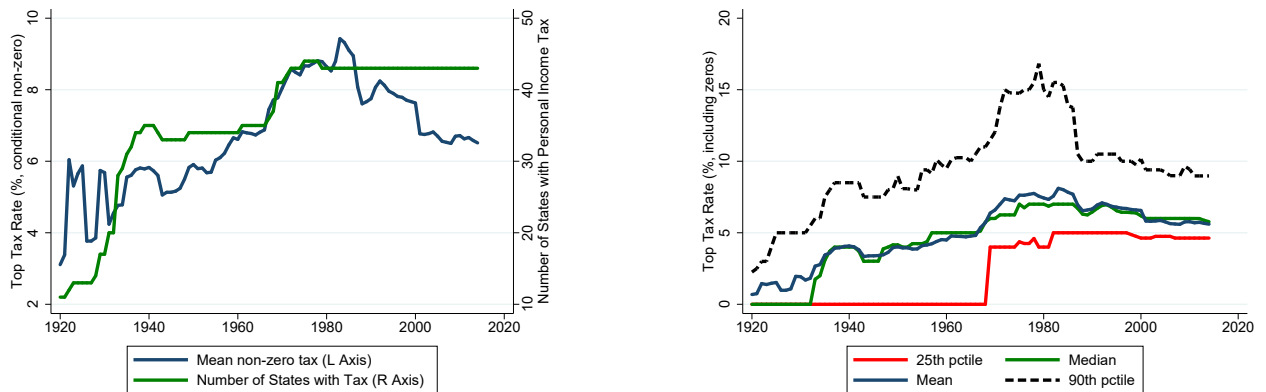 Top Tax Rate (%, conditional non-zero)
10
8
6
4
2
Number of States with Personal Income Tax
50
40
30
20
10
1920 1940 1960 1980 2000 2020
Mean non-zero tax (L Axis)
Number of States with Tax (R Axis)
Top Tax Rate (%, including zeros)
20
15
10
5
0
1920 1940 1960 1980 2000 2020
25th pctile Median
Mean 90th pctile